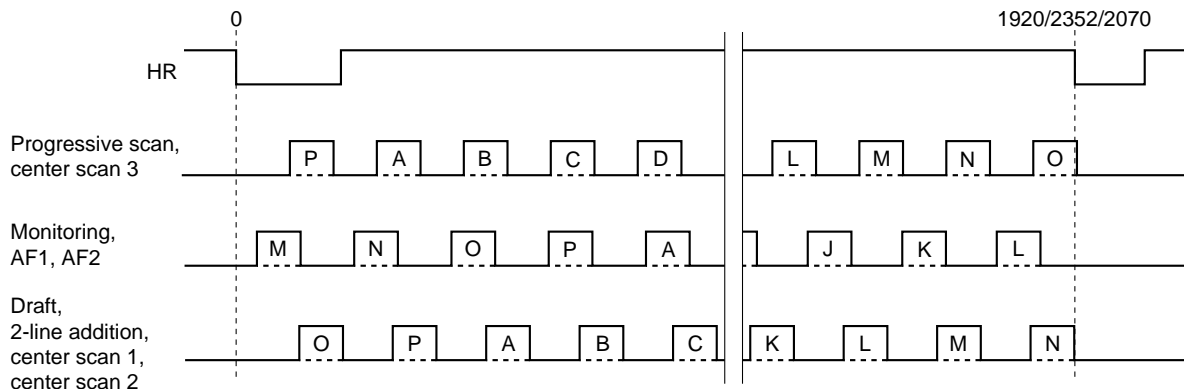 0 1920/2352/2070
HR
Progressive scan,
center scan 3
P A B C D L M N O
Monitoring,
AF1, AF2
M N O P A J K L
Draft,
2-line addition,
center scan 1,
center scan 2
O P A B C K L M N